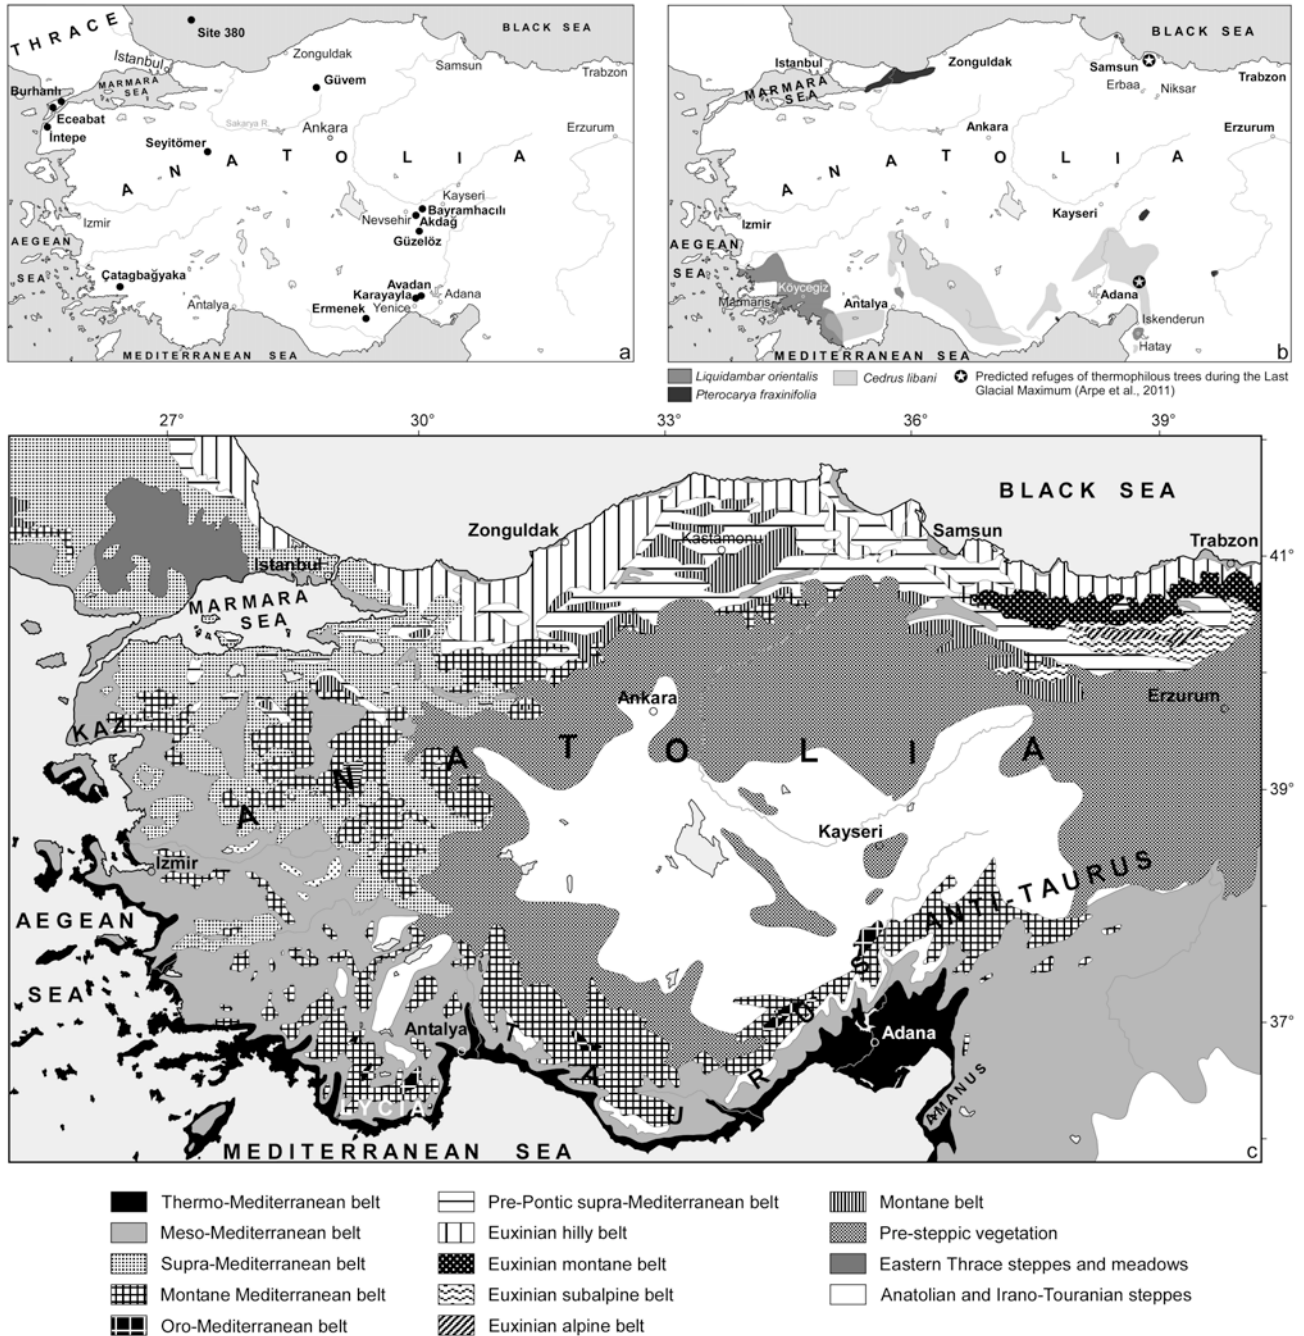 THRACE
Site 380
BLACK SEA
Istanbul
Zonguldak
Samsun
Trabzon
MARMARA
SEA
Güvem
Burhanlı
Eceabat
İntepe
Sakarya R.
Ankara
Erzurum
Seyitömer
ANATOLIA
Kayseri
Nevsehir
Bayramhacılı
Akdağ
Güzelöz
Izmir
AEGEAN
SEA
Çatagbağyaka
Avadan
Karayayla
Yenice
Adana
Antalya
Ermenek
MEDITERRANEAN SEA
a
BLACK SEA
Istanbul
Zonguldak
Samsun
Trabzon
MARMARA
SEA
Erbaa
Niksar
Ankara
Erzurum
ANATOLIA
Kayseri
Izmir
AEGEAN
SEA
Köycegiz
Marmaris
Antalya
Adana
Iskenderun
Hatay
MEDITERRANEAN SEA
b
Liquidambar orientalis
Pterocarya fraxinifolia
Cedrus libani
Predicted refuges of thermophilous trees during the Last
Glacial Maximum (Arpe et al., 2011)
27°
30°
33°
36°
39°
BLACK SEA
Zonguldak
Kastamonu
Samsun
Trabzon
41°
Istanbul
MARMARA
SEA
Ankara
Erzurum
KAZ
ANATOLIA
39°
Kayseri
Izmir
ANTI-TAURUS
AEGEAN
SEA
37°
Antalya
TAURUS
Adana
AMANUS
LYCIA
MEDITERRANEAN SEA
c
Thermo-Mediterranean belt
Meso-Mediterranean belt
Supra-Mediterranean belt
Montane Mediterranean belt
Oro-Mediterranean belt
Pre-Pontic supra-Mediterranean belt
Euxinian hilly belt
Euxinian montane belt
Euxinian subalpine belt
Euxinian alpine belt
Montane belt
Pre-steppic vegetation
Eastern Thrace steppes and meadows
Anatolian and Irano-Touranian steppes